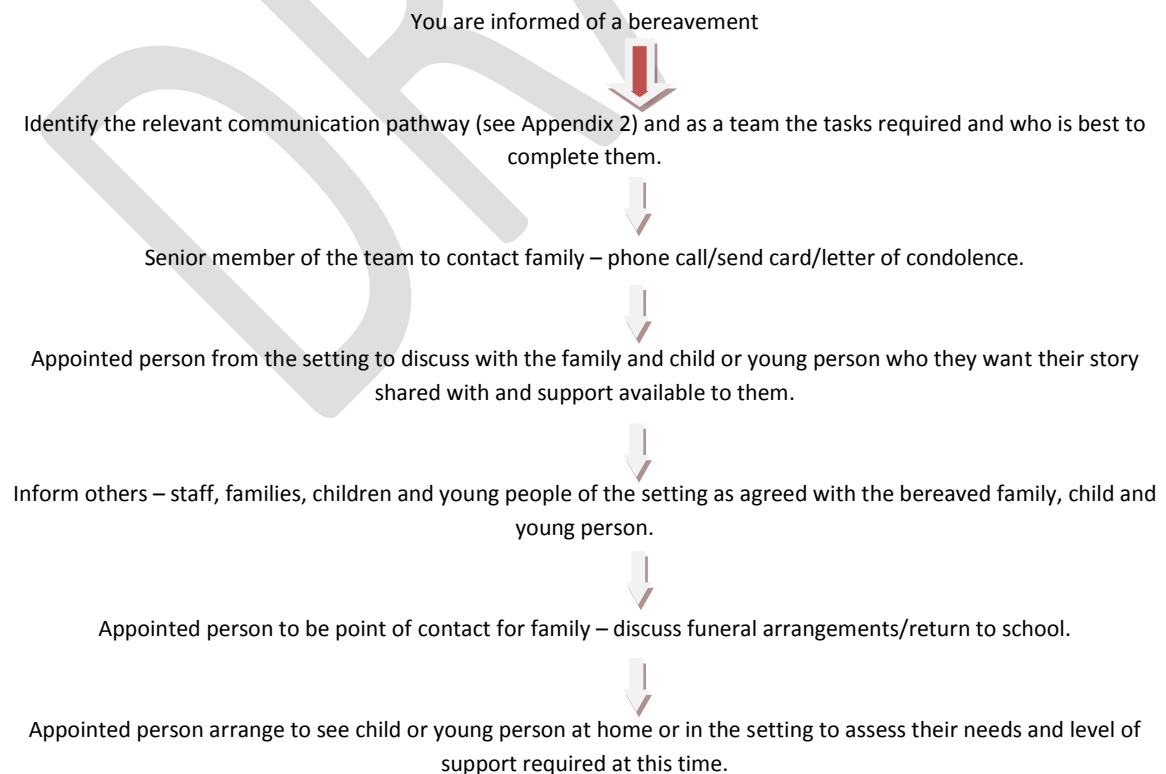 You are informed of a bereavement
Identify the relevant communication pathway (see Appendix 2) and as a team the tasks required and who is best to
complete them.
Senior member of the team to contact family – phone call/send card/letter of condolence.
Appointed person from the setting to discuss with the family and child or young person who they want their story
shared with and support available to them.
Inform others – staff, families, children and young people of the setting as agreed with the bereaved family, child and
young person.
Appointed person to be point of contact for family – discuss funeral arrangements/return to school.
Appointed person arrange to see child or young person at home or in the setting to assess their needs and level of
support required at this time.